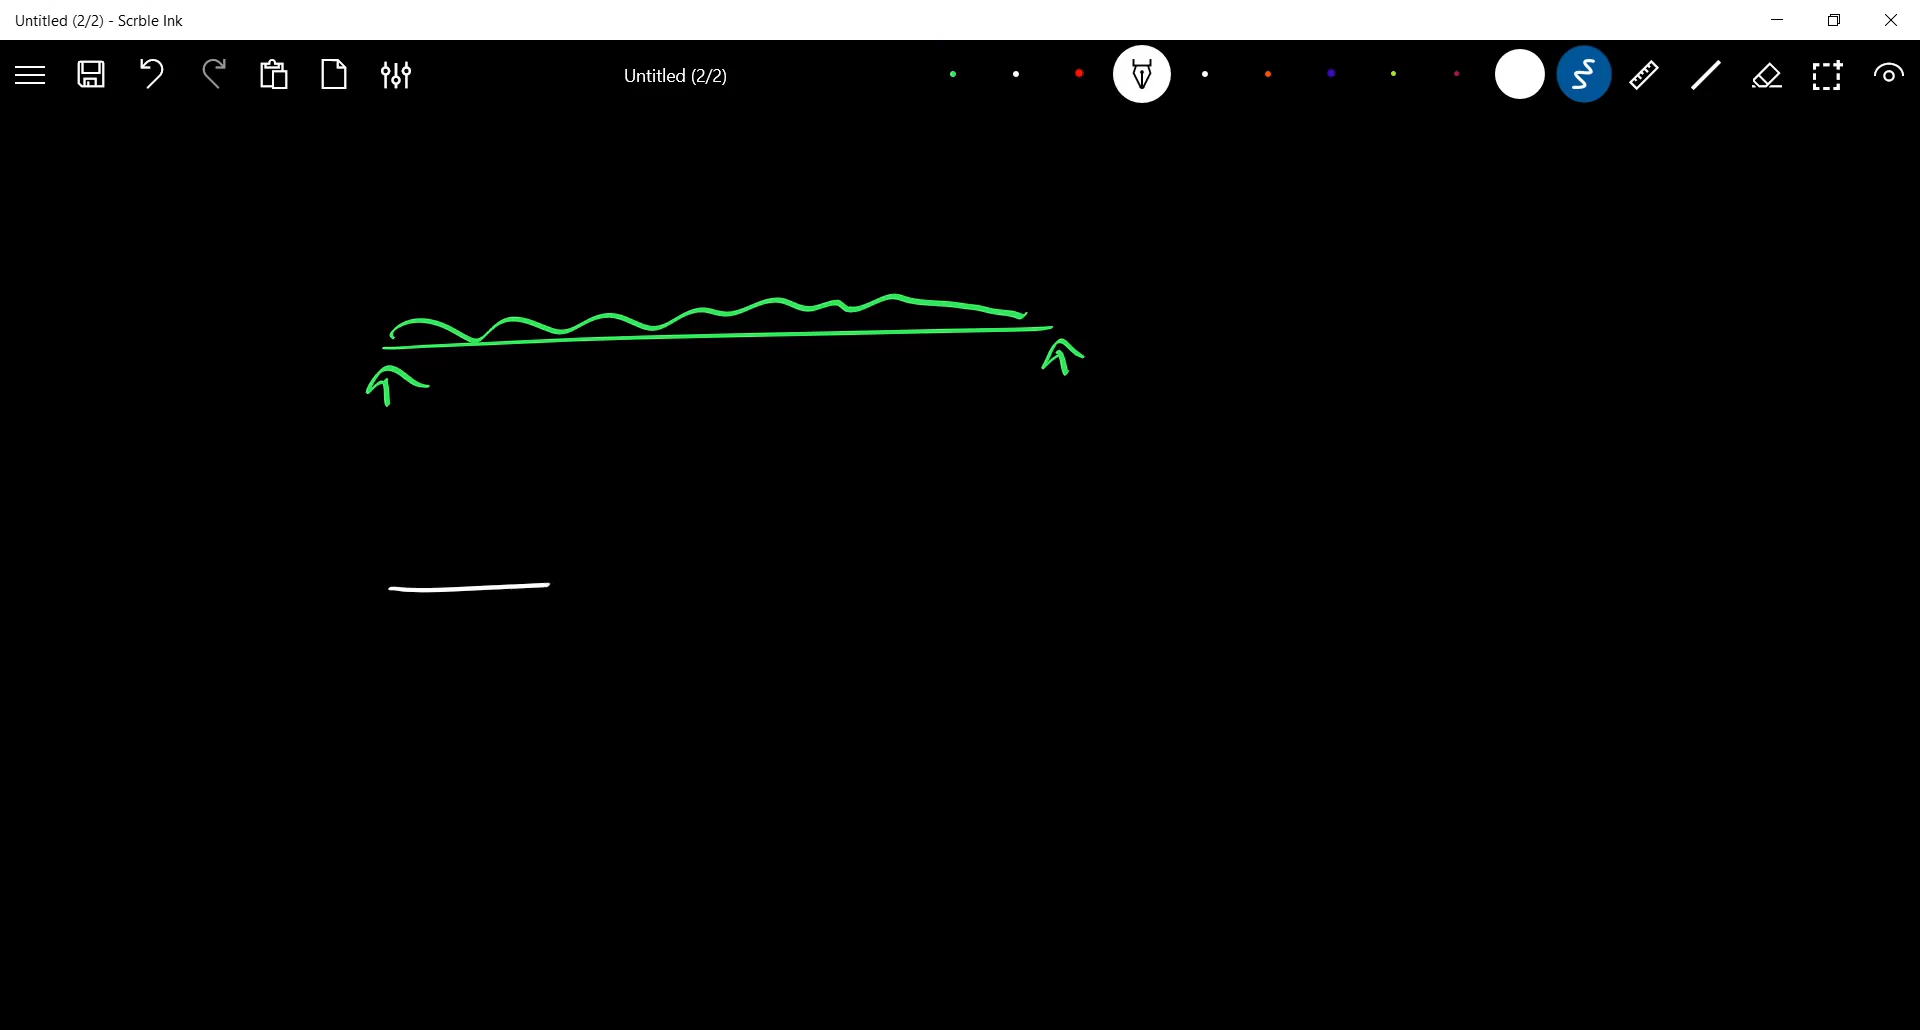 Untitled (2/2) - Scrble Ink
Untitled (2/2)